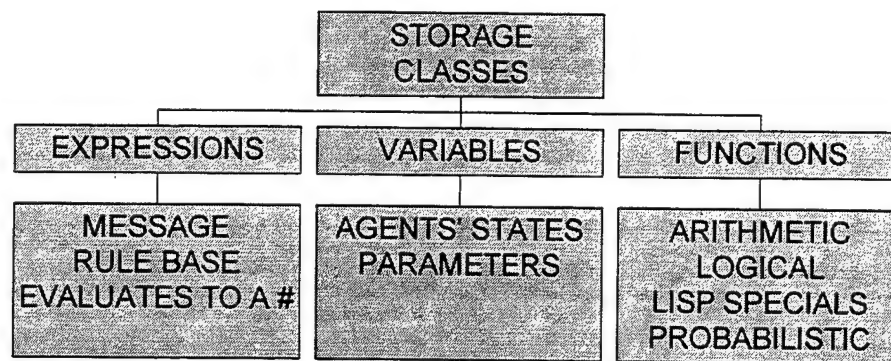 STORAGE
CLASSES
EXPRESSIONS
VARIABLES
FUNCTIONS
MESSAGE
RULE BASE
EVALUATES TO A #
AGENTS' STATES
PARAMETERS
ARITHMETIC
LOGICAL
LISP SPECIALS
PROBABILISTIC